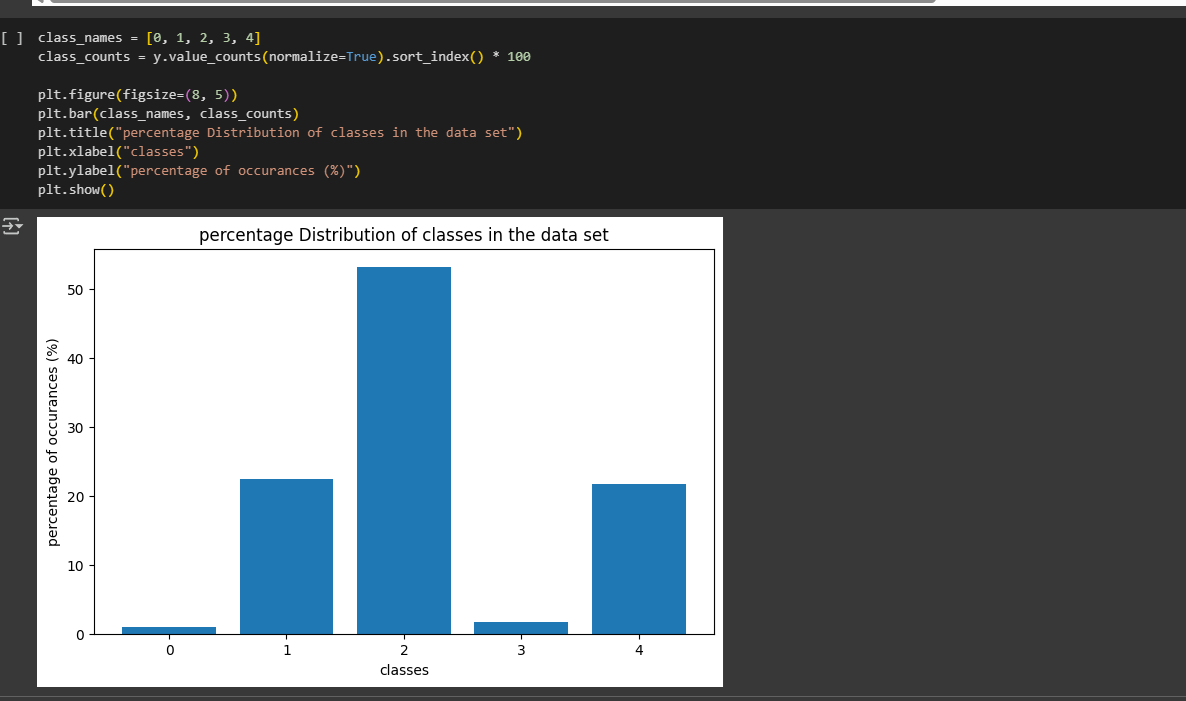 [ ] class_names = [0, 1, 2, 3, 4]
class_counts = y.value_counts(normalize=True).sort_index() * 100
plt.figure(figsize=(8, 5))
plt.bar(class_names, class_counts)
plt.title("percentage Distribution of classes in the data set")
plt.xlabel("classes")
plt.ylabel("percentage of occurances (%)")
plt.show()
percentage Distribution of classes in the data set
percentage of occurances (%)
50
40
30
20
10
0
0 1 2 3 4
classes